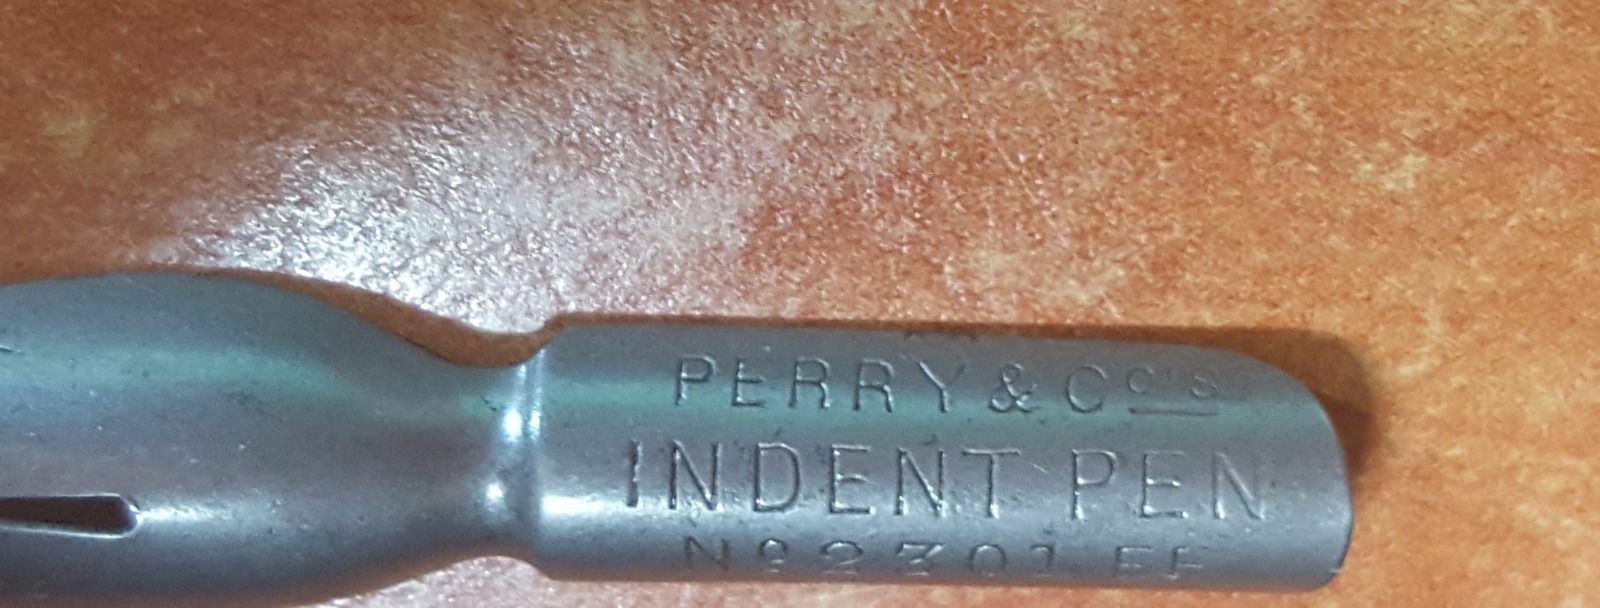 PERRY & Co's
INDENT PEN
No 2301 EF